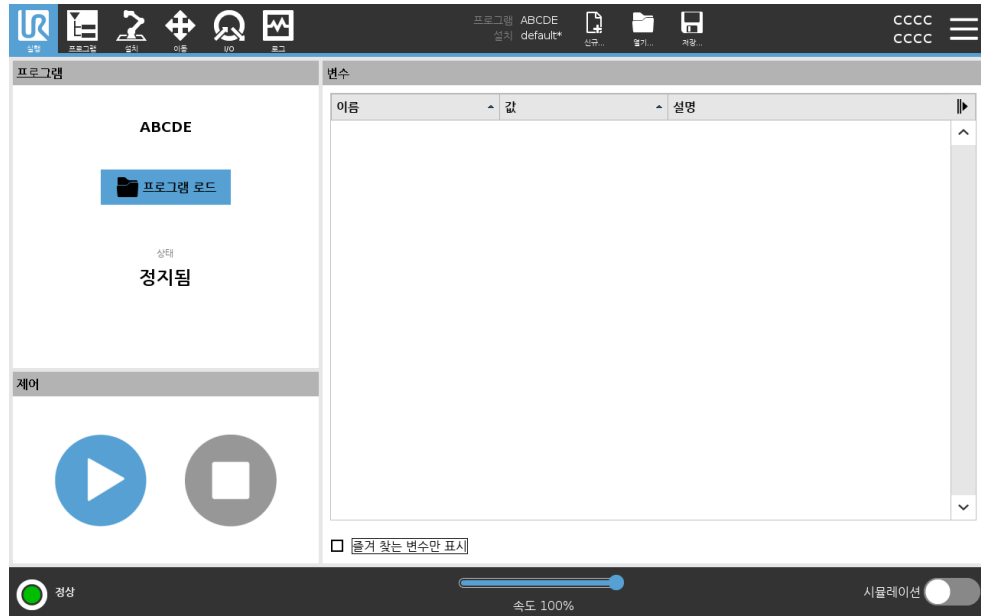 UR
프로그램 ABCDE
설치 default*
CCCC
CCCC
실행 프로그램 설치 이동 I/O 로그
신규... 열기... 저장...
프로그램
ABCDE
프로그램 로드
상태
정지됨
제어
변수
이름 값 설명
즐겨 찾는 변수만 표시
정상
속도 100%
시뮬레이션